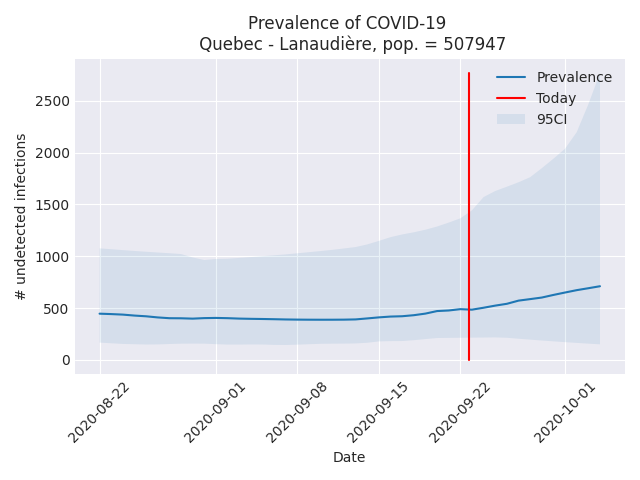 Prevalence of COVID-19
Quebec - Lanaudière, pop. = 507947
Prevalence
Today
95CI
# undetected infections
2500
2000
1500
1000
500
0
2020-08-22
2020-09-01
2020-09-08
2020-09-15
2020-09-22
2020-10-01
Date